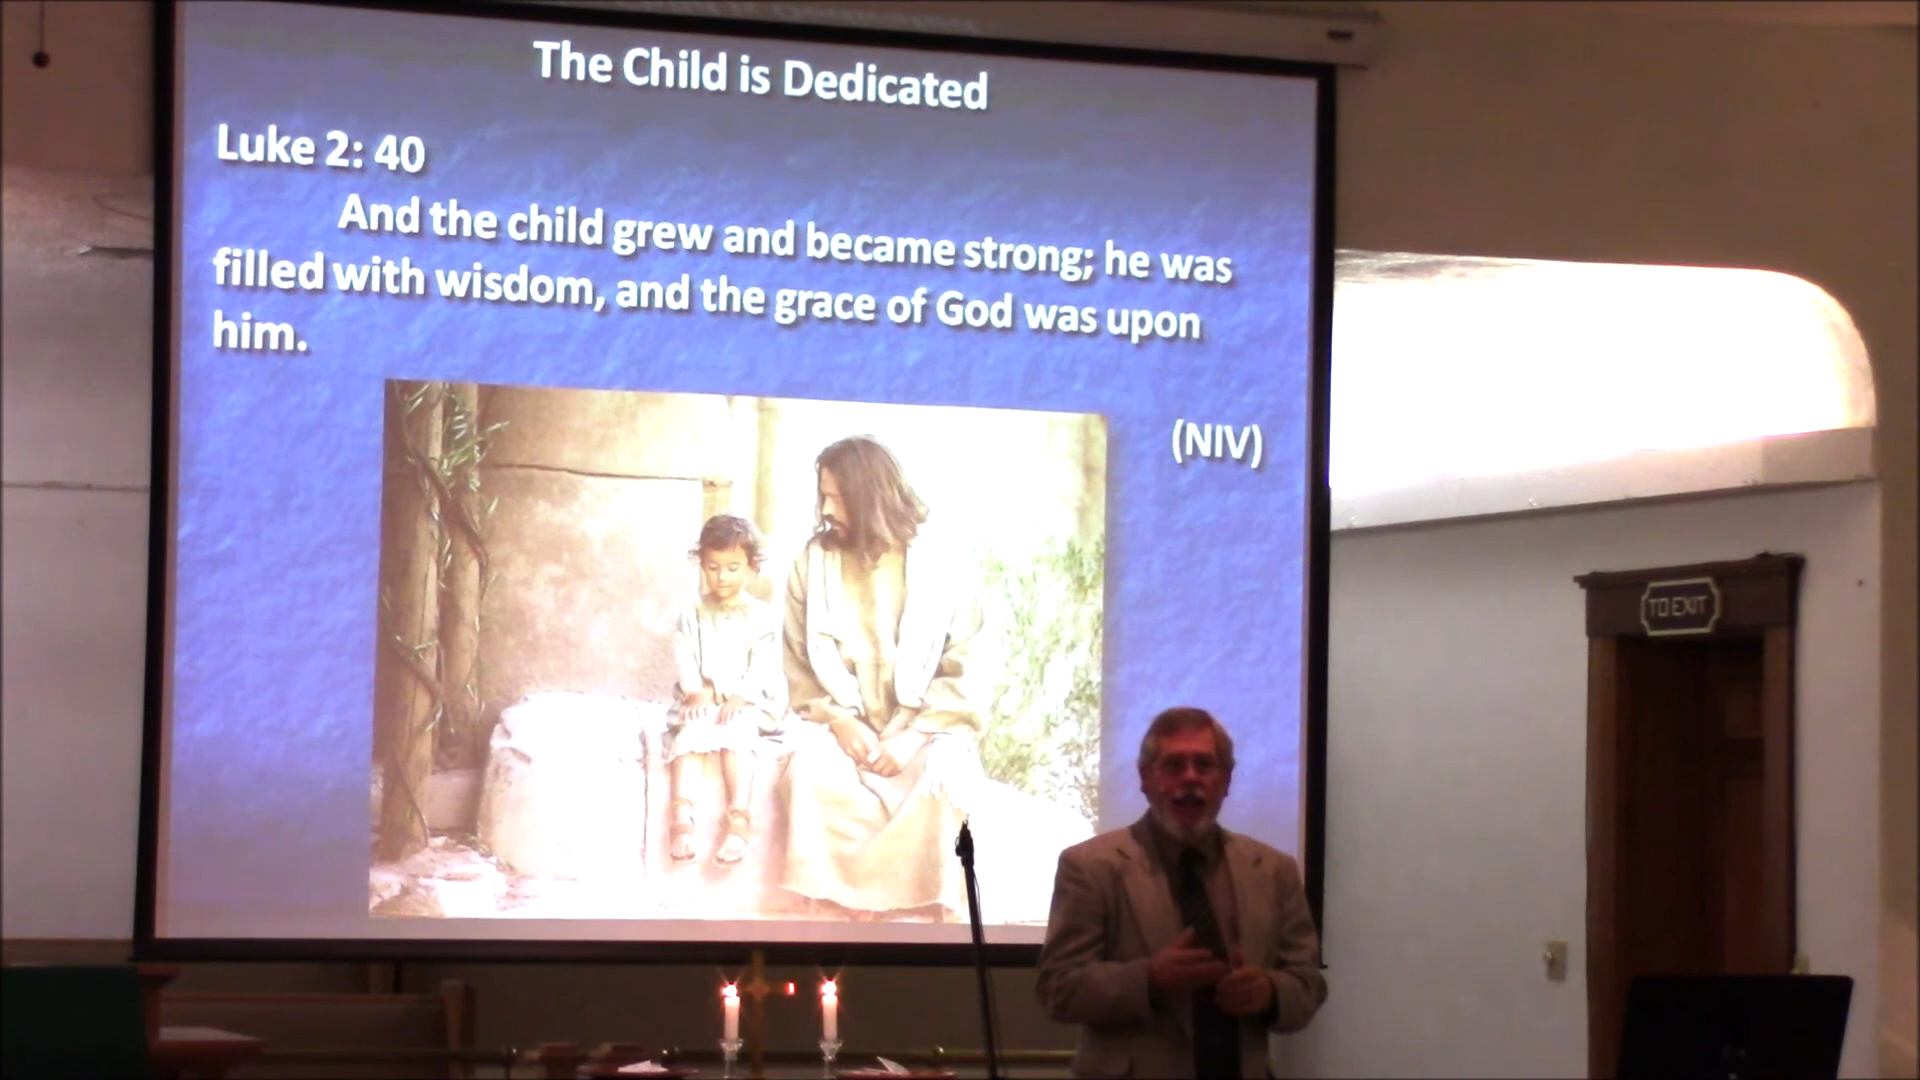 The Child is Dedicated
Luke 2: 40
And the child grew and became strong; he was
filled with wisdom, and the grace of God was upon
him.
(NIV)
TO EXIT